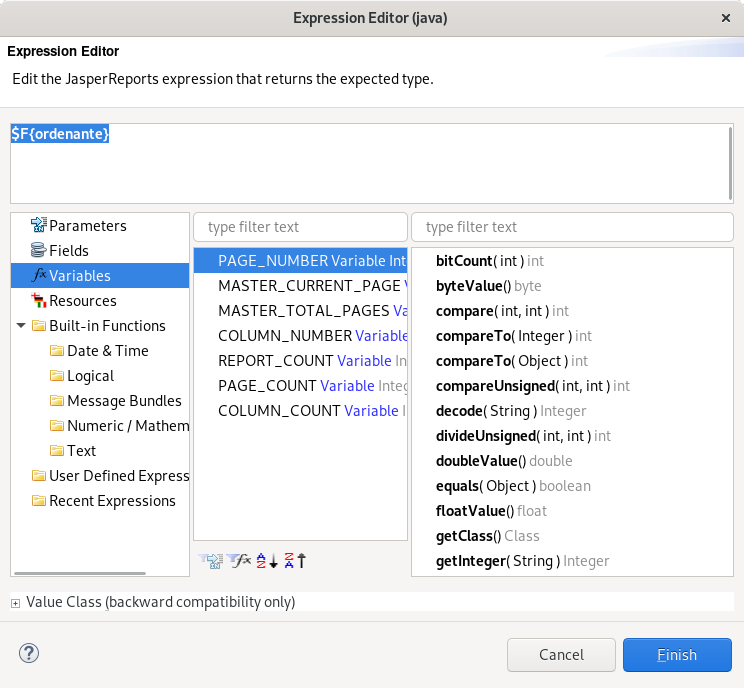 Expression Editor (java)
Expression Editor
Edit the JasperReports expression that returns the expected type.
$F{ordenante}
Parameters
Fields
Variables
Resources
Built-in Functions
Date & Time
Logical
Message Bundles
Numeric / Mathem
Text
User Defined Express
Recent Expressions
type filter text
PAGE_NUMBER Variable Int
MASTER_CURRENT_PAGE V
MASTER_TOTAL_PAGES Va
COLUMN_NUMBER Variable
REPORT_COUNT Variable In
PAGE_COUNT Variable Integ
COLUMN_COUNT Variable I
type filter text
bitCount( int ) int
byteValue() byte
compare( int, int ) int
compareTo( Integer ) int
compareTo( Object ) int
compareUnsigned( int, int ) int
decode( String ) Integer
divideUnsigned( int, int ) int
doubleValue() double
equals( Object ) boolean
floatValue() float
getClass() Class
getInteger( String ) Integer
Value Class (backward compatibility only)
Cancel
Finish